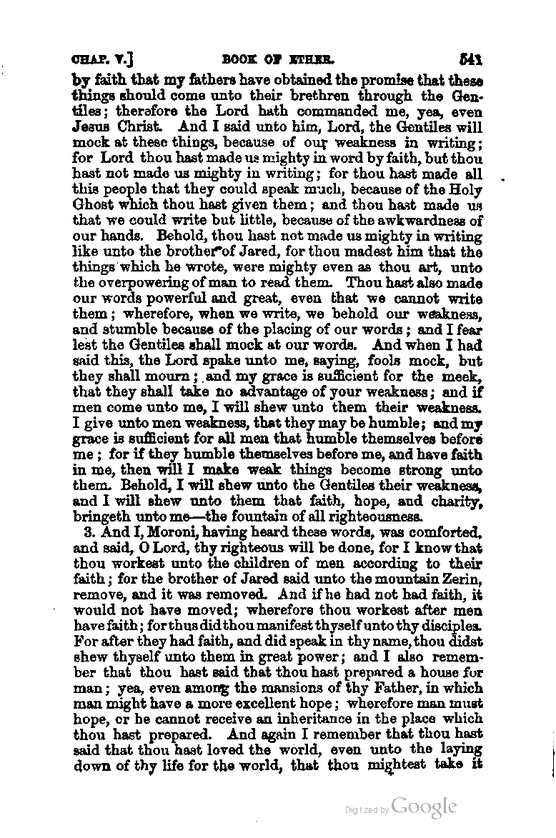 CHAP. V.] BOOK OF ETHER. 541
by faith that my fathers have obtained the promise that these
things should come unto their brethren through the Gen-
tiles; therefore the Lord hath commanded me, yea, even
Jesus Christ. And I said unto him, Lord, the Gentiles will
mock at these things, because of our weakness in writing;
for Lord thou hast made us mighty in word by faith, but thou
hast not made us mighty in writing; for thou hast made all
this people that they could speak much, because of the Holy
Ghost which thou hast given them; and thou hast made us
that we could write but little, because of the awkwardness of
our hands. Behold, thou hast not made us mighty in writing
like unto the brother of Jared, for thou madest him that the
things which he wrote, were mighty even as thou art, unto
the overpowering of man to read them. Thou hast also made
our words powerful and great, even that we cannot write
them; wherefore, when we write, we behold our weakness,
and stumble because of the placing of our words; and I fear
lest the Gentiles shall mock at our words. And when I had
said this, the Lord spake unto me, saying, fools mock, but
they shall mourn; and my grace is sufficient for the meek,
that they shall take no advantage of your weakness; and if
men come unto me, I will shew unto them their weakness.
I give unto men weakness, that they may be humble; and my
grace is sufficient for all men that humble themselves before
me; for if they humble themselves before me, and have faith
in me, then will I make weak things become strong unto
them. Behold, I will shew unto the Gentiles their weakness,
and I will shew unto them that faith, hope, and charity,
bringeth unto me—the fountain of all righteousness.
3. And I, Moroni, having heard these words, was comforted,
and said, O Lord, thy righteous will be done, for I know that
thou workest unto the children of men according to their
faith; for the brother of Jared said unto the mountain Zerin,
remove, and it was removed. And if he had not had faith, it
would not have moved; wherefore thou workest after men
have faith; for thus did thou manifest thyself unto thy disciples.
For after they had faith, and did speak in thy name, thou didst
shew thyself unto them in great power; and I also remem-
ber that thou hast said that thou hast prepared a house for
man; yea, even among the mansions of thy Father, in which
man might have a more excellent hope; wherefore man must
hope, or he cannot receive an inheritance in the place which
thou hast prepared. And again I remember that thou hast
said that thou hast loved the world, even unto the laying
down of thy life for the world, that thou mightest take it
Digitized by Google